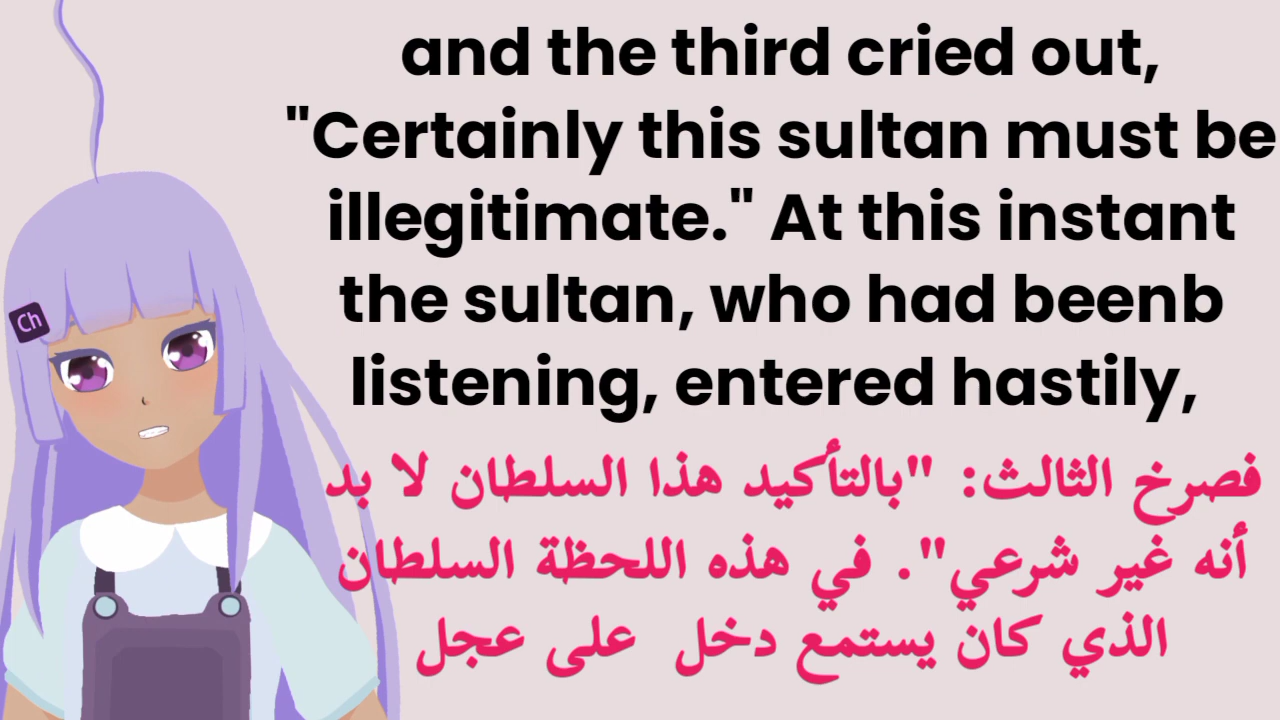 and the third cried out,
"Certainly this sultan must be
illegitimate." At this instant
the sultan, who had beenb
listening, entered hastily,
فصرخ الثالث: "بالتأكيد هذا السلطان لا بد
أنه غير شرعي". في هذه اللحظة السلطان
الذي كان يستمع دخل على عجل
Ch